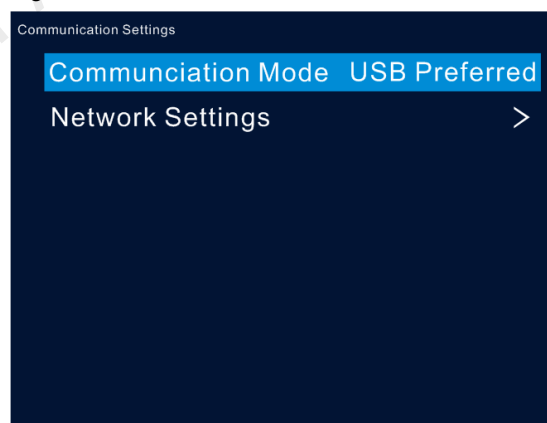 Communication Settings
Communciation Mode USB Preferred
Network Settings >